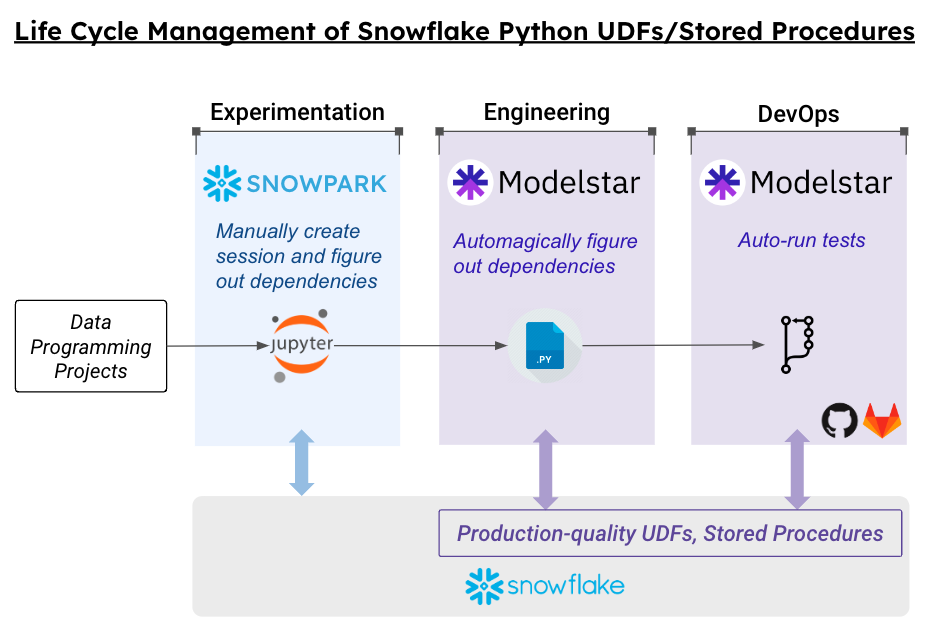 Life Cycle Management of Snowflake Python UDFs/Stored Procedures
Experimentation
Engineering
DevOps
SNOWPARK
Modelstar
Modelstar
Manually create
session and figure
out dependencies
Automagically figure
out dependencies
Auto-run tests
Data
Programming
Projects
jupyter
.PY
Production-quality UDFs, Stored Procedures
snowflake